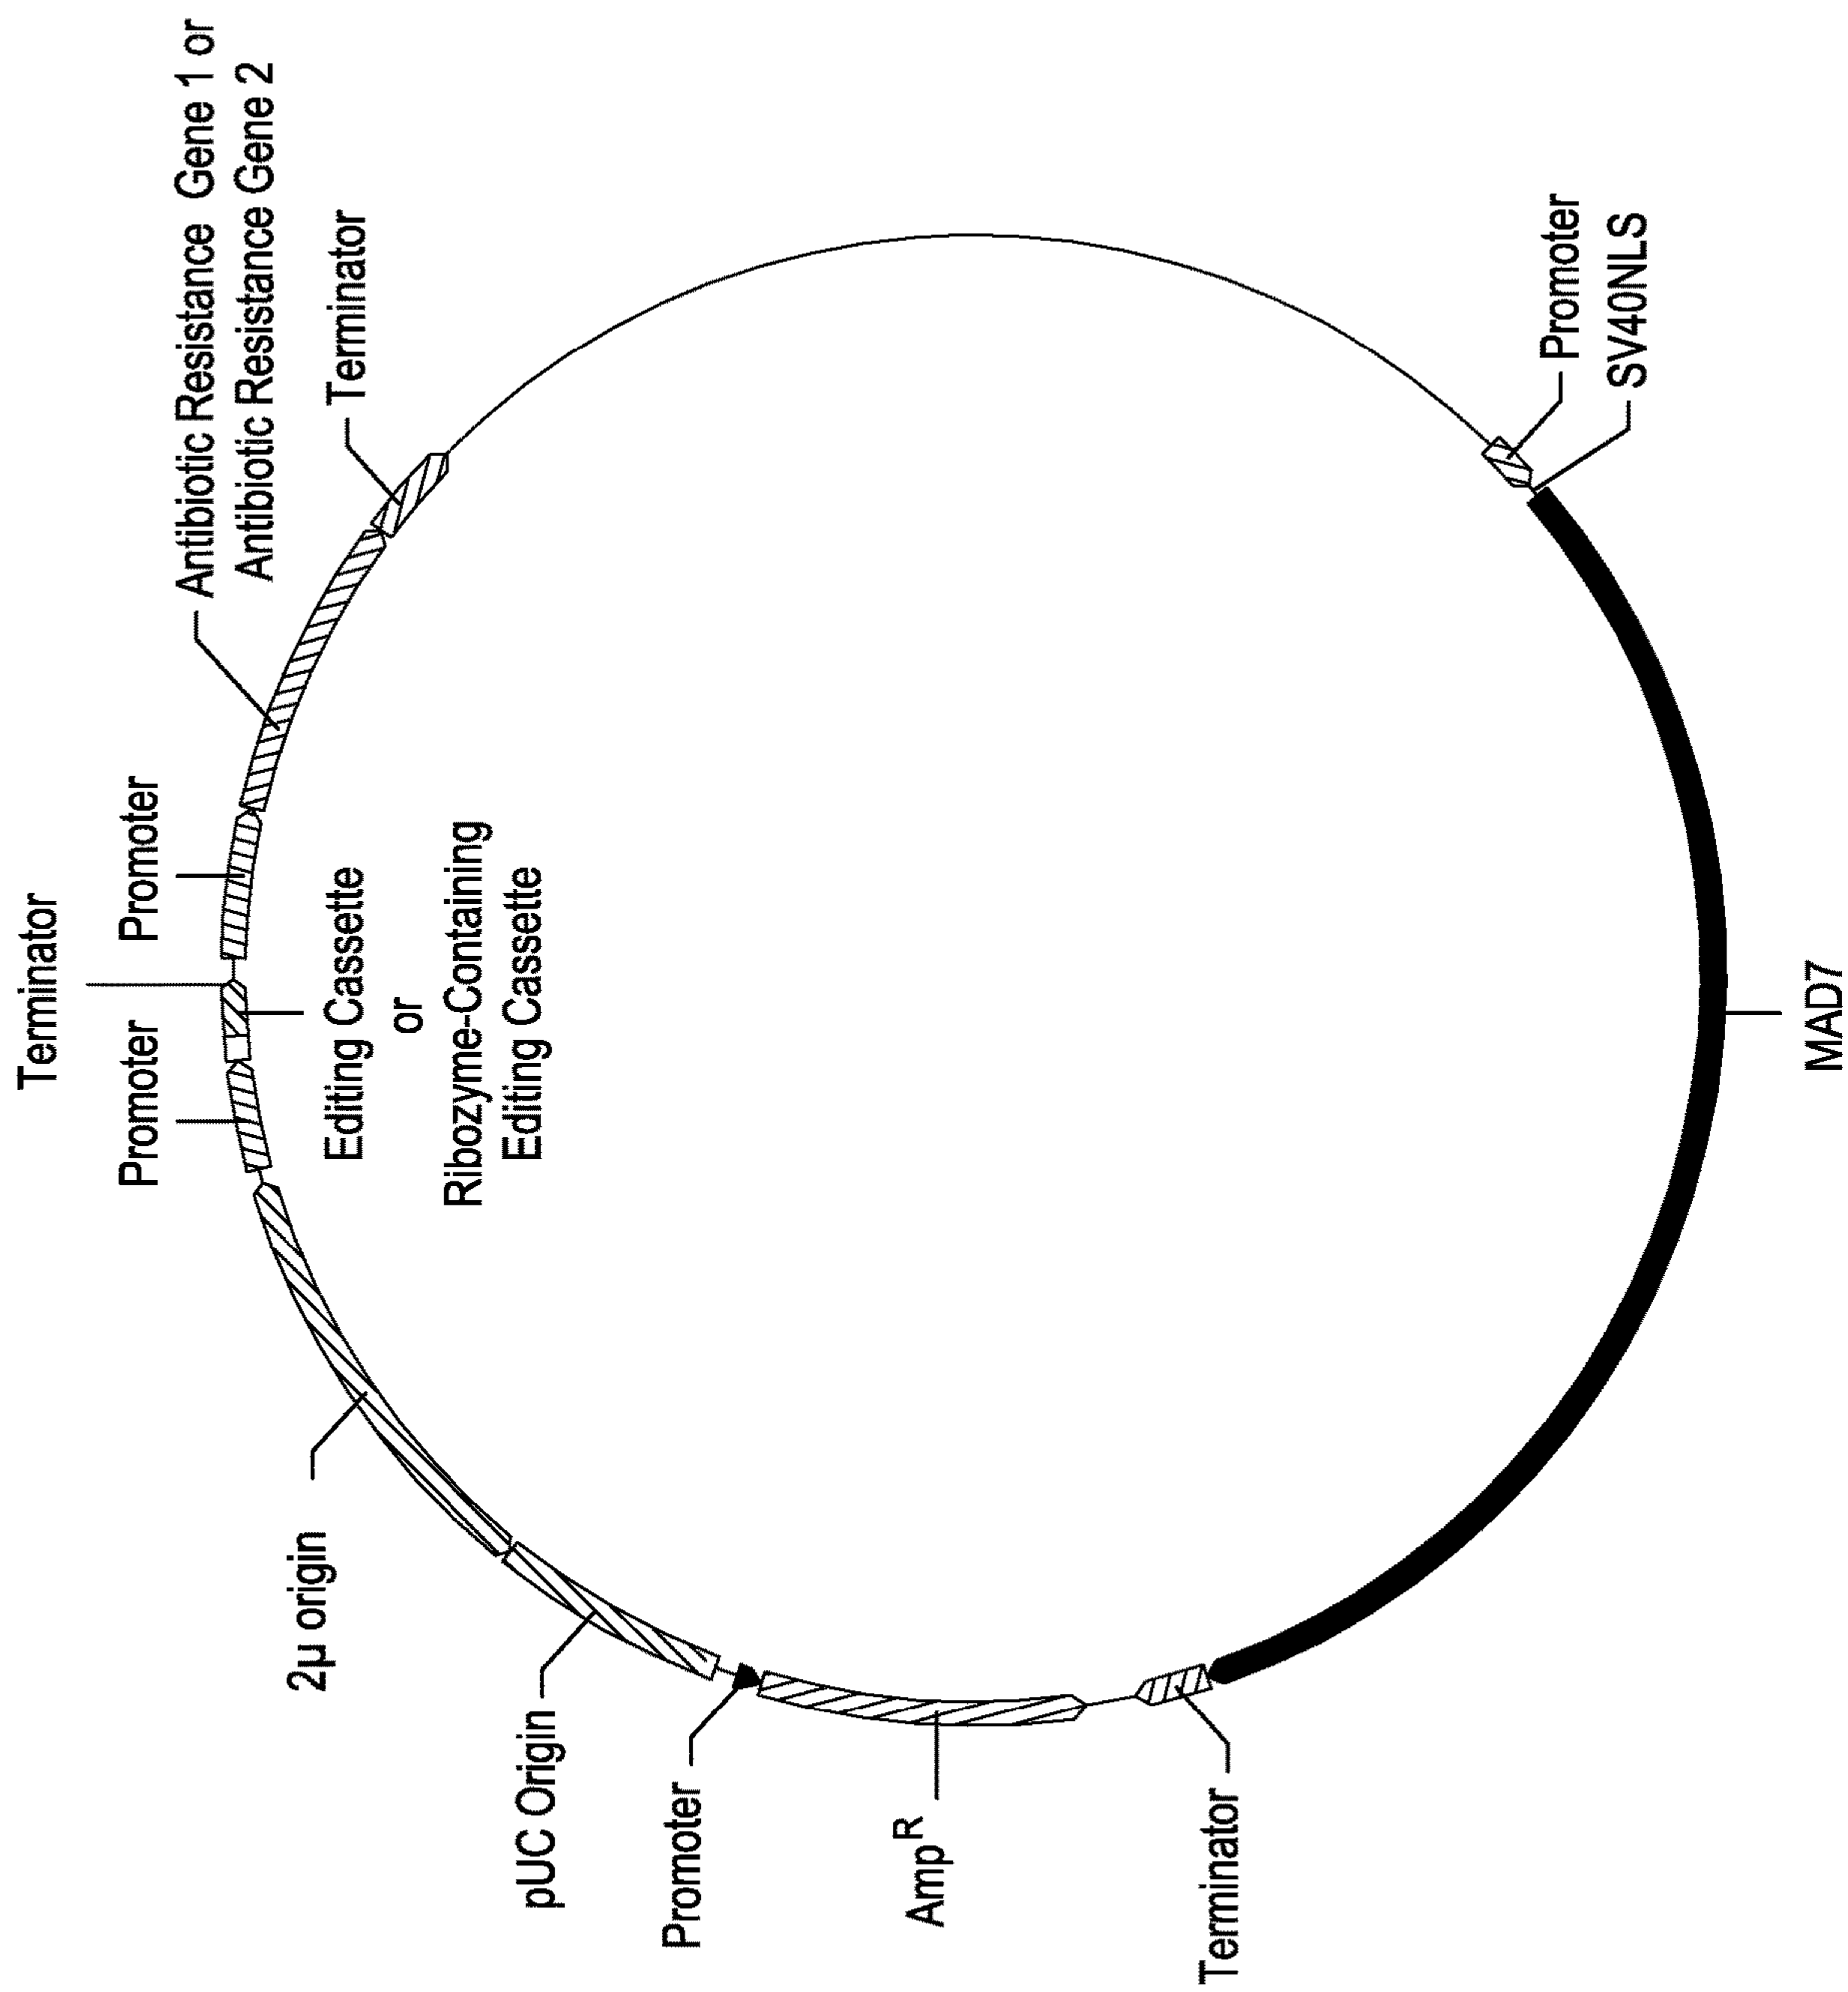 Terminator
Promoter
Promoter
Antibiotic Resistance Gene 1 or
Antibiotic Resistance Gene 2
Terminator
Editing Cassette
or
Ribozyme-Containing
Editing Cassette
2μ origin
pUC Origin
Promoter
Amp^R
Terminator
MAD7
Promoter
SV40NLS